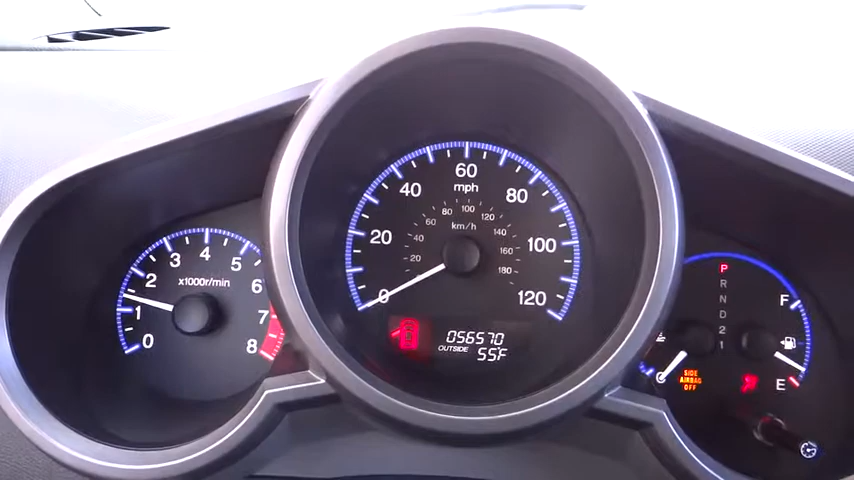 0 1 2 3 4 5 6 7 8
x1000r/min
0 20 40 60 80 100 120
mph
20 40 60 80 100 120 140 160 180
km/h
056570
OUTSIDE 55°F
P
R
N
D
2
1
F
E
C
SIDE
AIRBAG
OFF